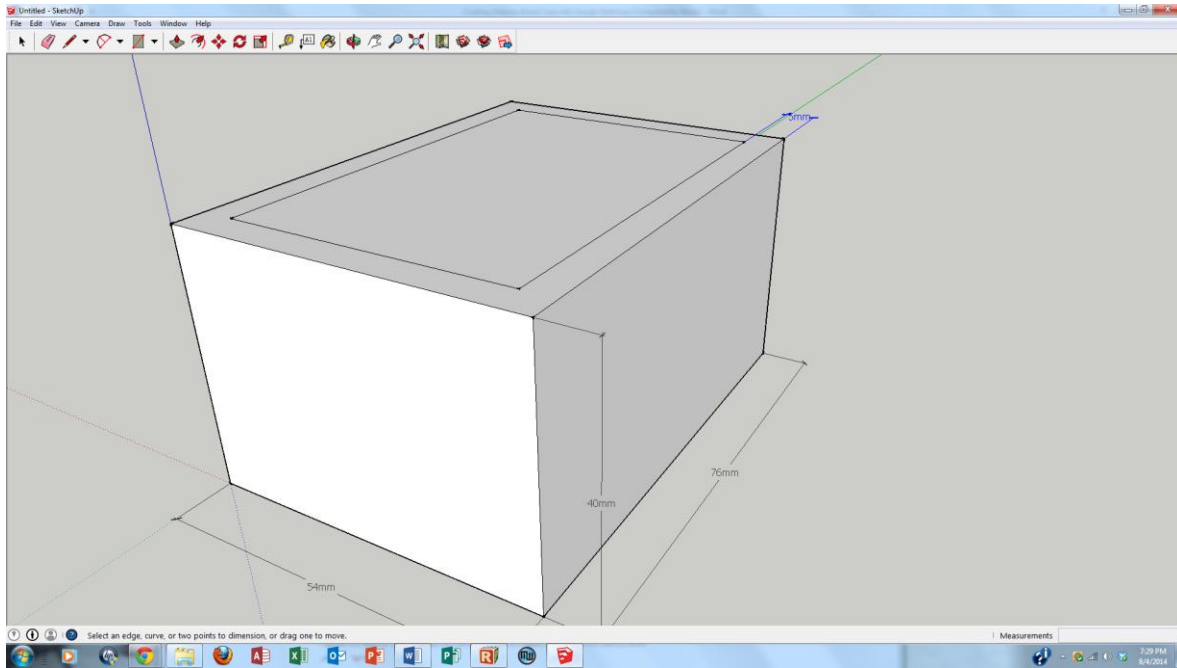 Untitled - SketchUp
File Edit View Camera Draw Tools Window Help
A1
5mm
76mm
40mm
54mm
Select an edge, curve, or two points to dimension, or drag one to move.
Measurements
7:29 PM
8/4/2014